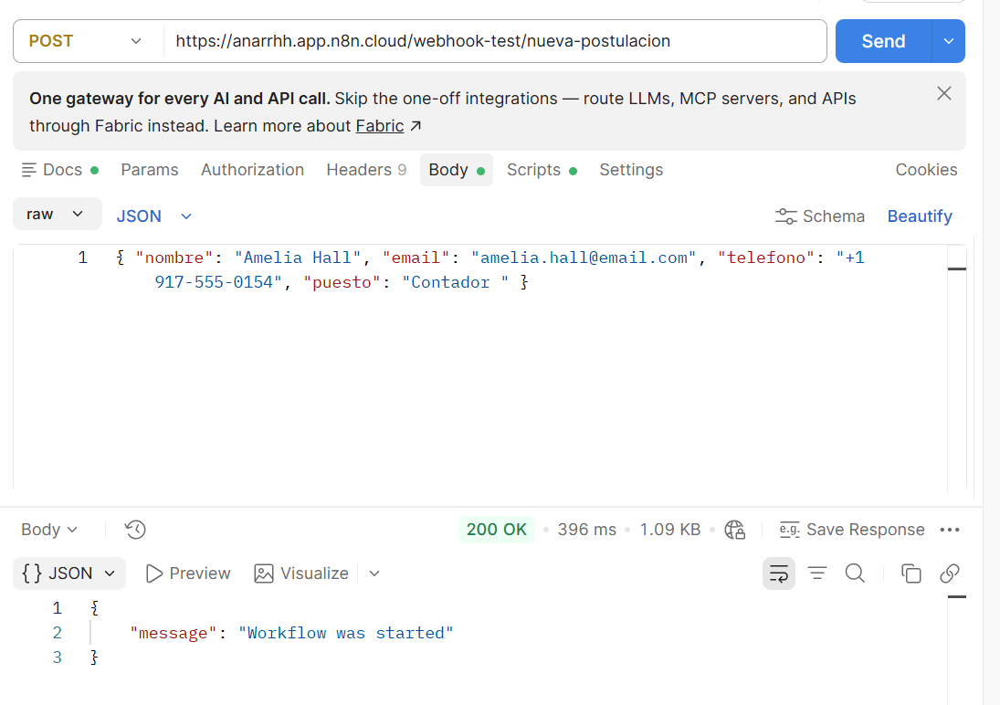 POST https://anarrhh.app.n8n.cloud/webhook-test/nueva-postulacion Send
One gateway for every AI and API call. Skip the one-off integrations — route LLMs, MCP servers, and APIs
through Fabric instead. Learn more about Fabric ↗
Docs Params Authorization Headers 9 Body Scripts Settings Cookies
raw JSON Schema Beautify
1 { "nombre": "Amelia Hall", "email": "amelia.hall@email.com", "telefono": "+1
917-555-0154", "puesto": "Contador " }
Body 200 OK 396 ms 1.09 KB e.g. Save Response
{} JSON Preview Visualize
1 {
2 "message": "Workflow was started"
3 }